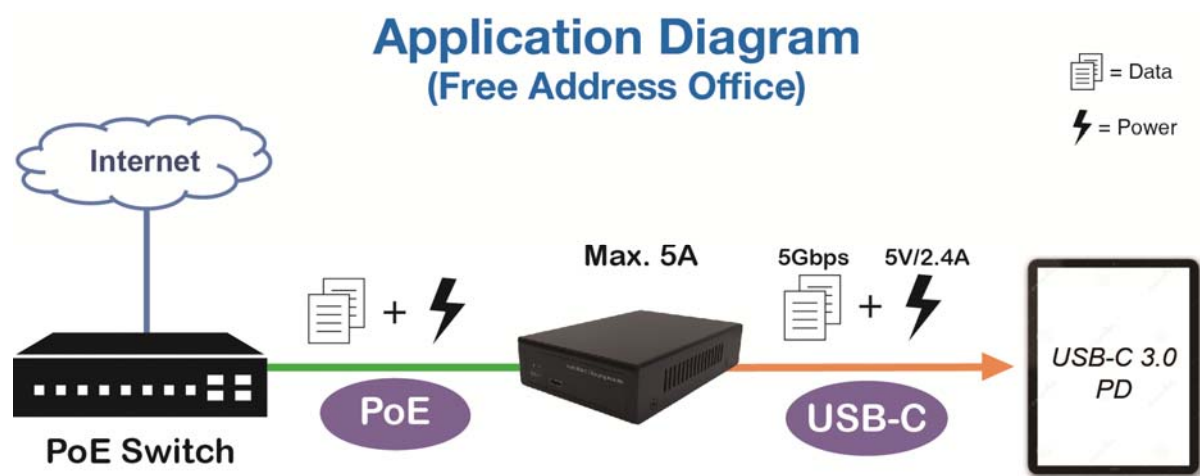 Application Diagram
(Free Address Office)
= Data
= Power
Internet
Max. 5A
5Gbps
5V/2.4A
+
+
USB-C 3.0
PD
PoE
USB-C
PoE Switch